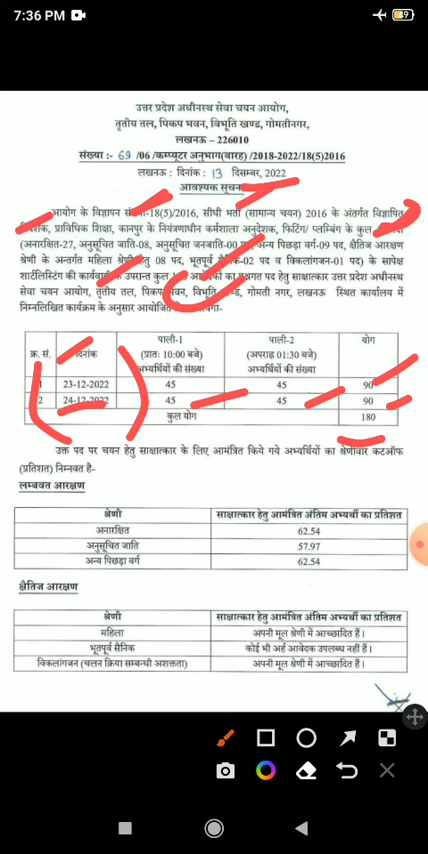 7:36 PM
उत्तर प्रदेश अधीनस्थ सेवा चयन आयोग,
तृतीय तल, पिकप भवन, विभूति खण्ड, गोमतीनगर,
लखनऊ – 226010
संख्या :- 69 /06 /कम्प्यूटर अनुभाग(बारह)/2018-2022/18(5)2016
लखनऊ : दिनांक : 13 दिसम्बर, 2022
आवश्यक सूचना
आयोग के विज्ञापन संख्या-18(5)/2016, सीधी भर्ती (सामान्य चयन) 2016 के अंतर्गत विज्ञापित
प्राविधिक शिक्षा, कानपुर के नियंत्रणाधीन कर्मशाला अनुदेशक, फिटिंग/ प्लम्बिंग के कुल
(अनारक्षित-27, अनुसूचित जाति-08, अनुसूचित जनजाति-00 अन्य पिछड़ा वर्ग-09 पद, क्षैतिज आरक्षण
श्रेणी के अन्तर्गत महिला श्रेणी हेतु 08 पद, भूतपूर्व 02 पद व विकलांगजन-01 पद) के सापेक्ष
शार्टलिस्टिंग की कार्यवाही के उपरान्त कुल का प्रश्नगत पद हेतु साक्षात्कार उत्तर प्रदेश अधीनस्थ
सेवा चयन आयोग, तृतीय तल, पिकप भवन, विभूति खण्ड, गोमती नगर, लखनऊ स्थित कार्यालय में
निम्नलिखित कार्यक्रम के अनुसार आयोजित
क्र. सं. दिनांक पाली-1 (प्रातः 10:00 बजे) अभ्यर्थियों की संख्या पाली-2 (अपराह्न 01:30 बजे) अभ्यर्थियों की संख्या योग
1 23-12-2022 45 45 90
2 24-12-2022 45 45 90
कुल योग 180
उक्त पद पर चयन हेतु साक्षात्कार के लिए आमंत्रित किये गये अभ्यर्थियों का श्रेणीवार कटऑफ
(प्रतिशत) निम्नवत है-
लम्बवत आरक्षण
श्रेणी साक्षात्कार हेतु आमंत्रित अंतिम अभ्यर्थी का प्रतिशत
अनारक्षित 62.54
अनुसूचित जाति 57.97
अन्य पिछड़ा वर्ग 62.54
क्षैतिज आरक्षण
श्रेणी साक्षात्कार हेतु आमंत्रित अंतिम अभ्यर्थी का प्रतिशत
महिला अपनी मूल श्रेणी में आच्छादित हैं।
भूतपूर्व सैनिक कोई भी अर्ह आवेदक उपलब्ध नहीं हैं।
विकलांगजन (चलन क्रिया सम्बन्धी अशक्तता) अपनी मूल श्रेणी में आच्छादित हैं।